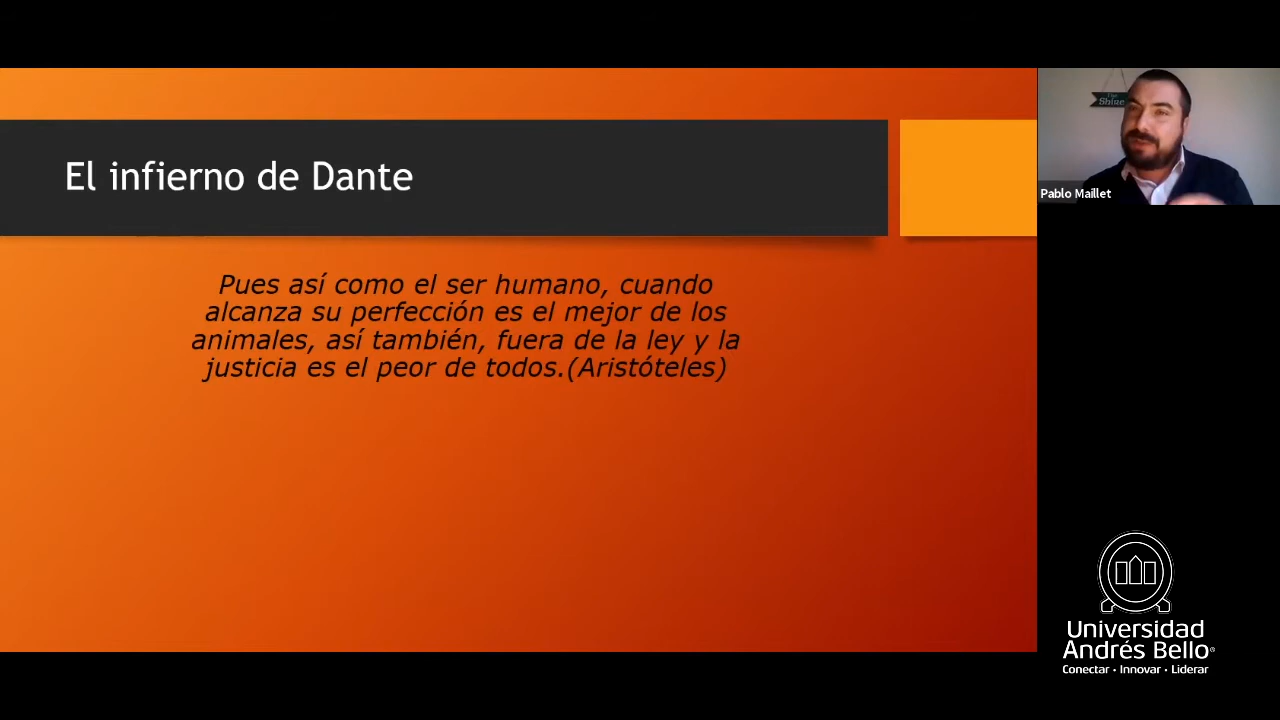 El infierno de Dante
Pues así como el ser humano, cuando
alcanza su perfección es el mejor de los
animales, así también, fuera de la ley y la
justicia es el peor de todos.(Aristóteles)
The
Shire
Pablo Maillet
Universidad
Andrés Bello®
Conectar • Innovar • Liderar